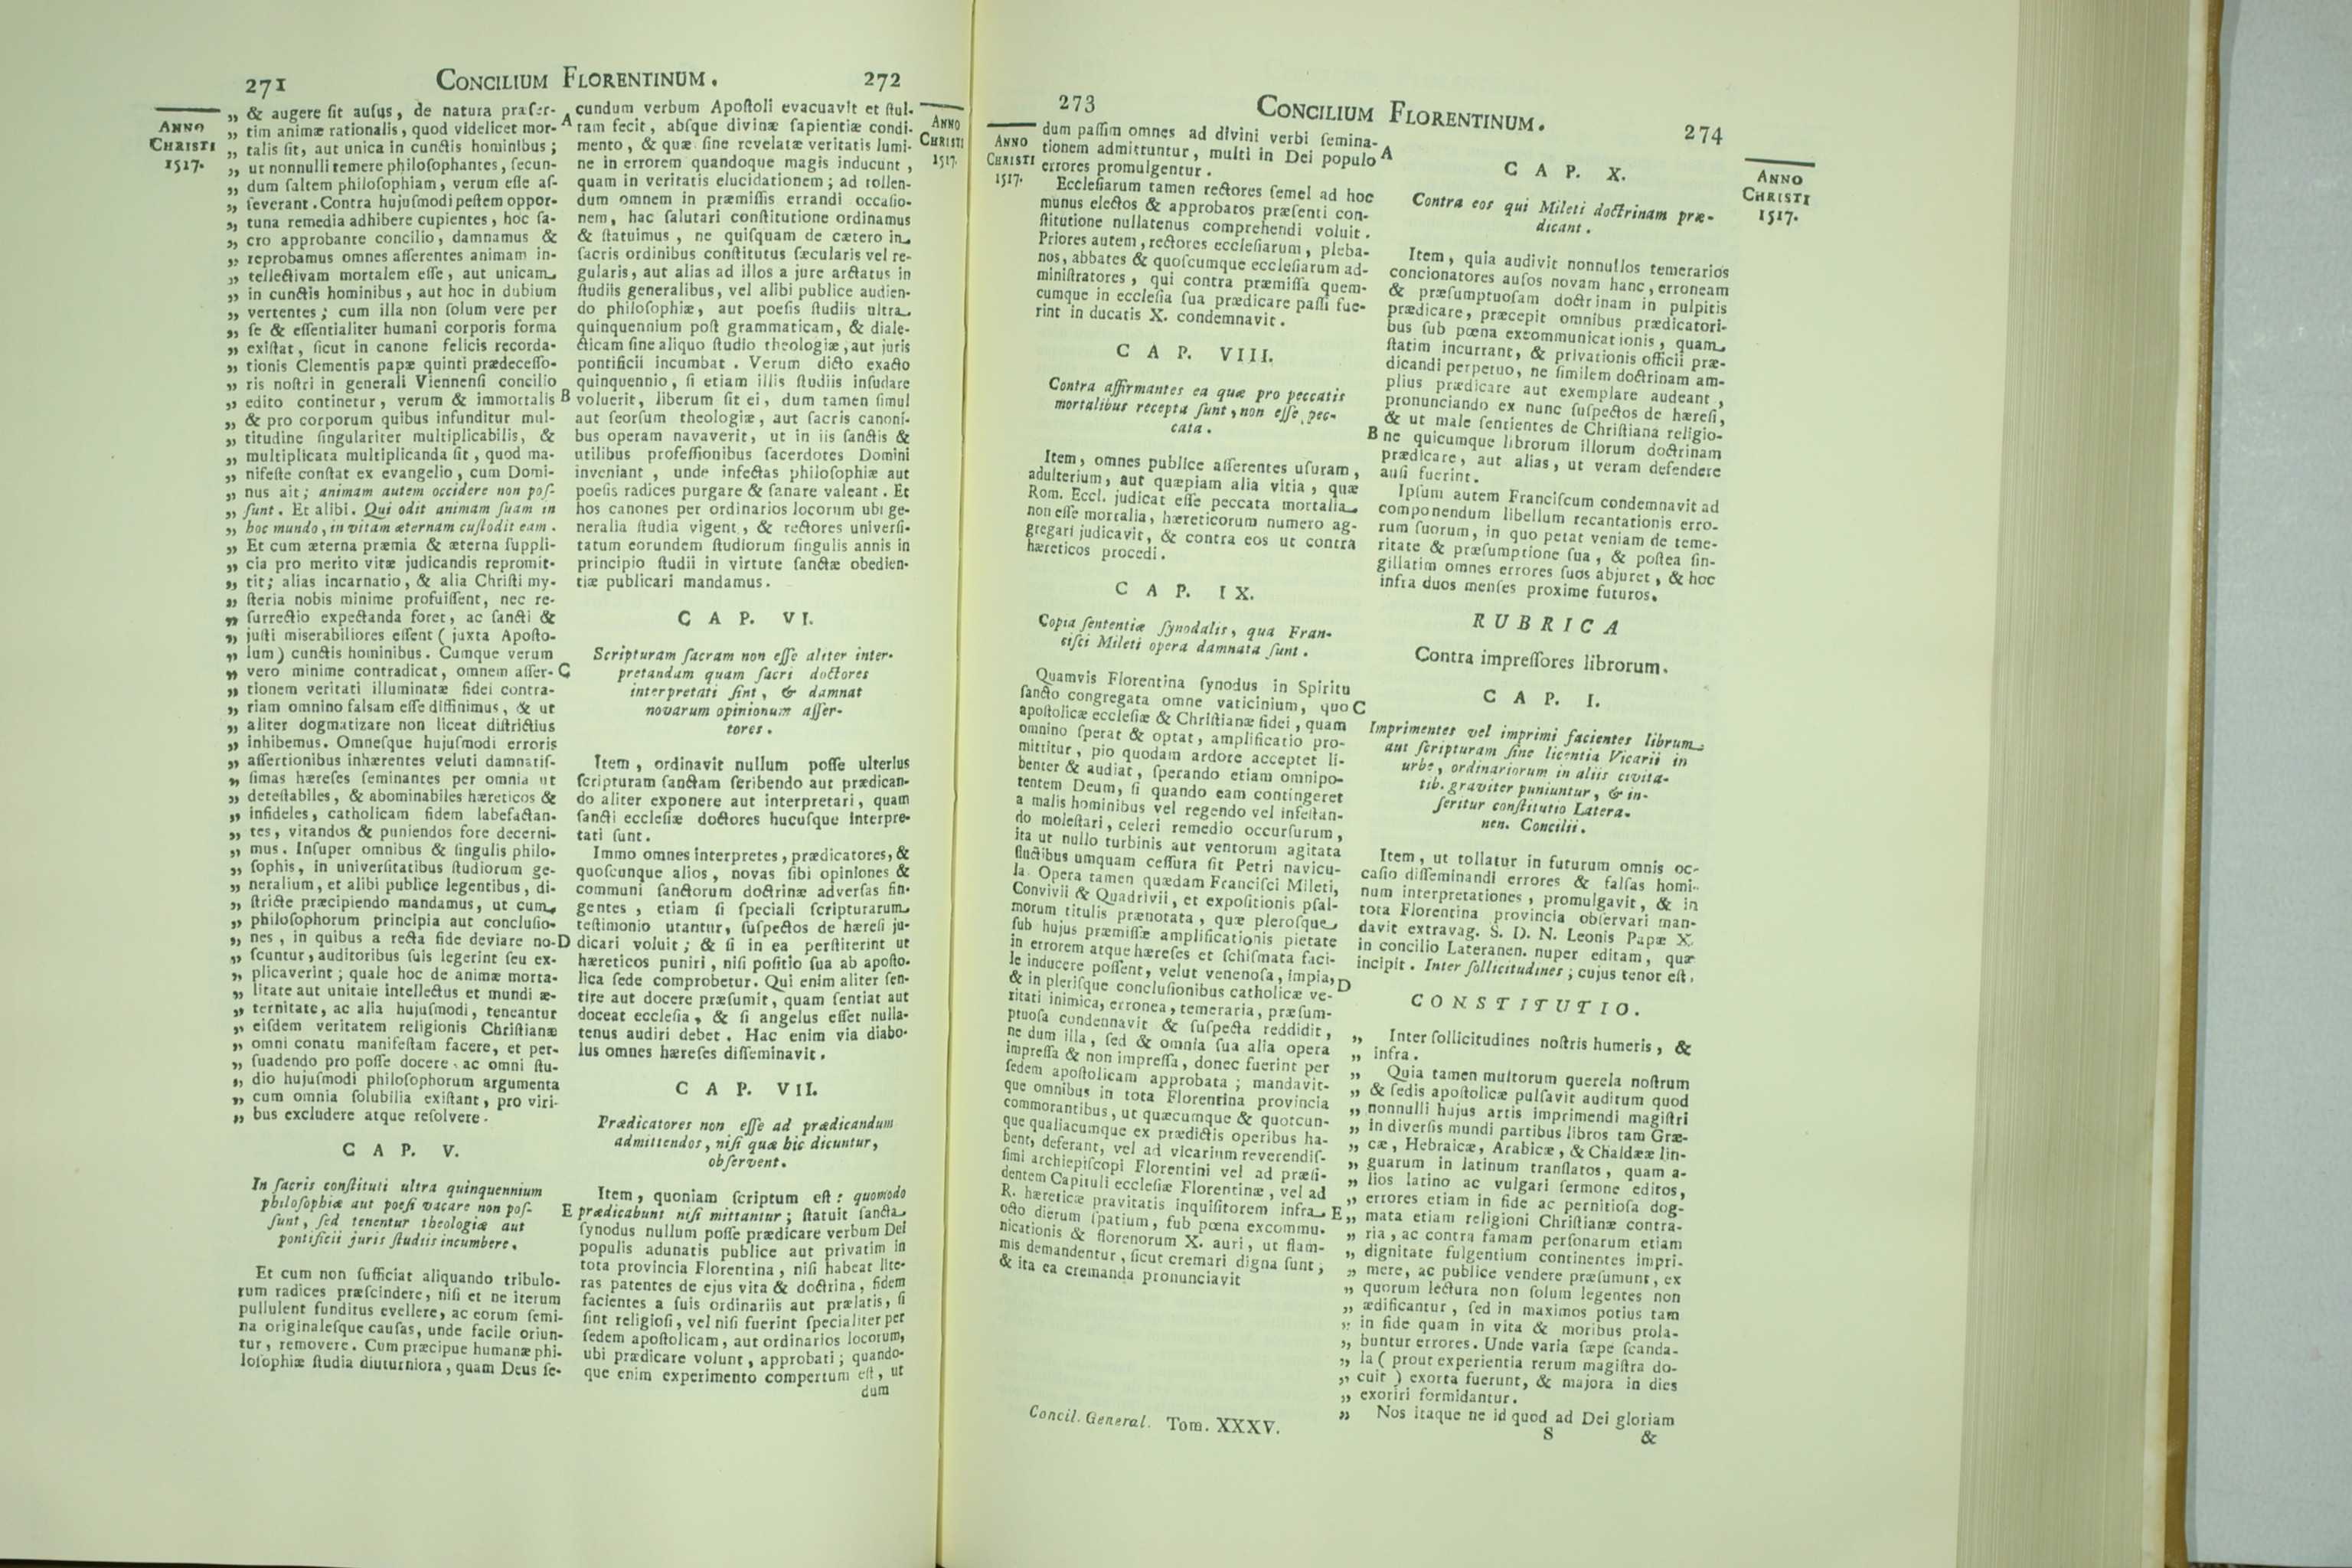 271 CONCILIUM FLORENTINUM. 272
ANNO
CHRISTI
1517.
„ & augere ſit auſus, de natura præſer-
„ tim animæ rationalis, quod videlicet mor-
„ talis ſit, aut unica in cunctis hominibus;
„ ut nonnulli temere philoſophantes, ſecun-
„ dum ſaltem philoſophiam, verum eſſe aſ-
„ ſeverant. Contra hujuſmodi peſtem oppor-
„ tuna remedia adhibere cupientes, hoc ſa-
„ cro approbante concilio, damnamus &
„ reprobamus omnes aſſerentes animam in-
„ tellectivam mortalem eſſe, aut unicam
„ in cunctis hominibus, aut hoc in dubium
„ vertentes; cum illa non ſolum vere per
„ ſe & eſſentialiter humani corporis forma
„ exiſtat, ſicut in canone felicis recorda-
„ tionis Clementis papæ quinti prædeceſſo-
„ ris noſtri in generali Viennenſi concilio
„ edito continetur, verum & immortalis
„ & pro corporum quibus infunditur mul-
„ titudine ſingulariter multiplicabilis, &
„ multiplicata multiplicanda ſit, quod ma-
„ nifeſte conſtat ex evangelio, cum Domi-
„ nus ait; animam autem occidere non poſ-
„ ſunt. Et alibi. Qui odit animam ſuam in
„ hoc mundo, in vitam æternam cuſtodit eam.
„ Et cum æterna præmia & æterna ſuppli-
„ cia pro merito vitæ judicandis repromit-
„ tit; alias incarnatio, & alia Chriſti my-
„ ſteria nobis minime profuiſſent, nec re-
„ ſurrectio expectanda foret, ac ſancti &
„ juſti miserabiliores eſſent ( juxta Apoſto-
„ lum) cunctis hominibus. Cumque verum
„ vero minime contradicat, omnem aſſer-
„ tionem veritati illuminatæ fidei contra-
„ riam omnino falsam eſſe diffinimus, & ut
„ aliter dogmatizare non liceat diſtrictius
„ inhibemus. Omneſque hujuſmodi erroris
„ aſſertionibus inhærentes veluti damnatiſ-
„ ſimas hæreſes ſeminantes per omnia ut
„ deteſtabiles, & abominabiles hæreticos &
„ infideles, catholicam fidem labefactan-
„ tes, vitandos & puniendos fore decerni-
„ mus. Inſuper omnibus & ſingulis philo-
„ ſophis, in univerſitatibus ſtudiorum ge-
„ neralium, et alibi publice legentibus, di-
„ ſtricte præcipiendo mandamus, ut cum
„ philoſophorum principia aut concluſio-
„ nes, in quibus a recta fide deviare no-
„ ſcuntur, auditoribus ſuis legerint ſeu ex-
„ plicaverint; quale hoc de animæ morta-
„ litate aut unitate intellectus et mundi æ-
„ ternitate, ac alia hujuſmodi, teneantur
„ eiſdem veritatem religionis Chriſtianæ
„ omni conatu manifeſtam facere, et per-
„ ſuadendo pro poſſe docere, ac omni ſtu-
„ dio hujuſmodi philoſophorum argumenta
„ cum omnia ſolubilia exiſtant, pro viri-
„ bus excludere atque reſolvere.
CAP. V.
In ſacris conſtituti ultra quinquennium
philoſophiæ aut poeſi vacare non poſ-
ſunt, ſed tenentur theologiæ aut
pontificii juris ſtudiis incumbere.
Et cum non ſufficiat aliquando tribulo-
rum radices præſcindere, niſi et ne iterum
pullulent funditus evellere, ac eorum ſemi-
na originaleſque cauſas, unde facile oriun-
tur, removere. Cum præcipue humanæ phi-
loſophiæ ſtudia diuturniora, quam Deus ſe-
A
B
C
D
E
cundum verbum Apoſtoli evacuavit et ſtul-
tam fecit, abſque divinæ ſapientiæ condi-
mento, & quæ ſine revelatæ veritatis lumi-
ne in errorem quandoque magis inducunt,
quam in veritatis elucidationem; ad tollen-
dum omnem in præmiſſis errandi occaſio-
nem, hac ſalutari conſtitutione ordinamus
& ſtatuimus, ne quiſquam de cætero in
ſacris ordinibus conſtitutus ſæcularis vel re-
gularis, aut alias ad illos a jure arctatus in
ſtudiis generalibus, vel alibi publice audien-
do philoſophiæ, aut poeſis ſtudiis ultra
quinquennium poſt grammaticam, & diale-
cticam ſine aliquo ſtudio theologiæ, aut juris
pontificii incumbat. Verum dicto exacto
quinquennio, ſi etiam illis ſtudiis inſudare
voluerit, liberum ſit ei, dum tamen ſimul
aut ſeorſum theologiæ, aut ſacris canoni-
bus operam navaverit, ut in iis ſanctis &
utilibus profeſſionibus ſacerdotes Domini
inveniant, unde infectas philoſophiæ aut
poeſis radices purgare & ſanare valeant. Et
hos canones per ordinarios locorum ubi ge-
neralia ſtudia vigent, & rectores univerſi-
tatum eorundem ſtudiorum ſingulis annis in
principio ſtudii in virtute ſanctæ obedien-
tiæ publicari mandamus.
CAP. VI.
Scripturam ſacram non eſſe aliter inter-
pretandam quam ſacri doctores
interpretati ſint, & damnat
novarum opinionum aſſer-
tores.
Item, ordinavit nullum poſſe ulterius
ſcripturam ſanctam ſcribendo aut prædican-
do aliter exponere aut interpretari, quam
ſancti eccleſiæ doctores hucuſque interpre-
tati ſunt.
Immo omnes interpretes, prædicatores, &
quoſcunque alios, novas ſibi opiniones &
communi ſanctorum doctrinæ adverſas fin-
gentes, etiam ſi ſpeciali ſcripturarum
teſtimonio utantur, ſuſpectos de hæreſi ju-
dicari voluit; & ſi in ea perſtiterint ut
hæreticos puniri, niſi poſitio ſua ab apoſto-
lica ſede comprobetur. Qui enim aliter ſen-
tire aut docere præſumit, quam ſentiat aut
doceat eccleſia, & ſi angelus eſſet nulla-
tenus audiri debet. Hac enim via diabo-
lus omnes hæreſes diſſeminavit.
CAP. VII.
Prædicatores non eſſe ad prædicandum
admittendos, niſi quæ hic dicuntur,
obſervent.
Item, quoniam ſcriptum eſt: quomodo
prædicabunt niſi mittantur; ſtatuit ſancta
ſynodus nullum poſſe prædicare verbum Dei
populis adunatis publice aut privatim in
tota provincia Florentina, niſi habeat lite-
ras patentes de ejus vita & doctrina, fidem
facientes a ſuis ordinariis aut prælatis, ſi
ſint religioſi, vel niſi fuerint ſpecialiter per
ſedem apoſtolicam, aut ordinarios locorum,
ubi prædicare volunt, approbati; quando-
que enim experimento compertum eſt, ut
dum
ANNO
CHRISTI
1517.
273 CONCILIUM FLORENTINUM. 274
ANNO
CHRISTI
1517.
dum paſſim omnes ad divini verbi ſemina-
tionem admittuntur, multi in Dei populo
errores promulgentur.
Eccleſiarum tamen rectores ſemel ad hoc
munus electos & approbatos præſenti con-
ſtitutione nullatenus comprehendi voluit.
Priores autem, rectores eccleſiarum, pleba-
nos, abbates & quoſcumque eccleſiarum ad-
miniſtratores, qui contra præmiſſa quem-
cumque in eccleſia ſua prædicare paſſi fue-
rint in ducatis X. condemnavit.
CAP. VIII.
Contra affirmantes ea quæ pro peccatis
mortalibus recepta ſunt, non eſſe pec-
cata.
Item, omnes publice aſſerentes uſuram,
adulterium, aut quæpiam alia vitia, quæ
Rom. Eccl. judicat eſſe peccata mortalia
non eſſe mortalia, hæreticorum numero ag-
gregari judicavit, & contra eos ut contra
hæreticos procedi.
CAP. IX.
Copia ſententiæ ſynodalis, qua Fran-
ciſci Mileti opera damnata ſunt.
Quamvis Florentina ſynodus in Spiritu
ſancto congregata omne vaticinium, quo
apoſtolicæ eccleſiæ & Chriſtianæ fidei, quam
omnino ſperat & optat, amplificatio pro-
mittitur, pio quodam ardore acceptet li-
benter & audiat, ſperando etiam omnipo-
tentem Deum, ſi quando eam contingeret
a malis hominibus vel regendo vel infeſtan-
do moleſtari, celeri remedio occurſurum,
ita ut nullo turbinis aut ventorum agitata
fluctibus umquam ceſſura ſit Petri navicu-
la. Opera tamen quædam Franciſci Mileti,
Convivii & Quadrivii, et expoſitionis pſal-
morum titulis prænotata, quæ pleroſque
ſub hujus præmiſſæ amplificationis pietate
in errorem atque hæreſes et ſchiſmata faci-
le inducere poſſent, velut venenoſa, impia,
& in pleriſque concluſionibus catholicæ ve-
ritati inimica, erronea, temeraria, præſum-
ptuoſa condennavit & ſuſpecta reddidit,
ne dum illa, ſed & omnia ſua alia opera
impreſſa & non impreſſa, donec fuerint per
ſedem apoſtolicam approbata; mandavit-
que omnibus in tota Florentina provincia
commorantibus, ut quæcumque & quotcun-
que qualiacumque ex prædictis operibus ha-
bent, deferant, vel ad vicarium reverendiſ-
ſimi archiepiſcopi Florentini vel ad præſi-
dentem Capituli eccleſiæ Florentinæ, vel ad
R. hæreticæ pravitatis inquiſitorem infra
octo dierum ſpatium, ſub pœna excommu-
nicationis & florenorum X. auri, ut flam-
mis demandentur, ſicut cremari digna ſunt,
& ita ea cremanda pronunciavit
Concil. General. Tom. XXXV.
A
B
C
D
E
CAP. X.
Contra eos qui Mileti doctrinam præ-
dicant.
Item, quia audivit nonnullos temerarios
concionatores auſos novam hanc, erroneam
& præſumptuoſam doctrinam in pulpitis
prædicare, præcepit omnibus prædicatori-
bus ſub pœna excommunicationis, quam
ſtatim incurrant, & privationis officii præ-
dicandi perpetuo, ne ſimilem doctrinam am-
plius prædicare aut exemplare audeant,
pronunciando ex nunc ſuſpectos de hæreſi,
& ut male ſentientes de Chriſtiana religio-
ne quicumque librorum illorum doctrinam
prædicare, aut alias, ut veram defendere
auſi fuerint.
Ipſum autem Franciſcum condemnavit ad
componendum libellum recantationis erro-
rum ſuorum, in quo petat veniam de teme-
ritate & præſumptione ſua, & poſtea ſin-
gillatim omnes errores ſuos abjuret, & hoc
infra duos menſes proxime futuros.
RUBRICA
Contra impreſſores librorum.
CAP. I.
Imprimentes vel imprimi facientes librum
aut ſcripturam ſine licentia Vicarii in
urbe, ordinariorum in aliis civita-
tib. graviter puniuntur, & in-
ſeritur conſtitutio Latera-
nen. Concilii.
Item, ut tollatur in futurum omnis oc-
caſio diſſeminandi errores & falſas homi-
num interpretationes, promulgavit, & in
tota Florentina provincia obſervari man-
davit extravag. S. D. N. Leonis Papæ X.
in concilio Lateranen. nuper editam, quæ
incipit. Inter ſollicitudines; cujus tenor eſt.
CONSTITUTIO.
„ Inter ſollicitudines noſtris humeris, &
„ infra.
„ Quia tamen multorum querela noſtrum
„ & ſedis apoſtolicæ pulſavit auditum quod
„ nonnulli hujus artis imprimendi magiſtri
„ in diverſis mundi partibus libros tam Græ-
„ cæ, Hebraicæ, Arabicæ, & Chaldææ lin-
„ guarum in latinum tranſlatos, quam a-
„ lios latino ac vulgari ſermone editos,
„ errores etiam in fide ac pernitioſa dog-
„ mata etiam religioni Chriſtianæ contra-
„ ria, ac contra famam perſonarum etiam
„ dignitate fulgentium continentes impri-
„ mere, ac publice vendere præſumunt, ex
„ quorum lectura non ſolum legentes non
„ ædificantur, ſed in maximos potius tam
„ in fide quam in vita & moribus prola-
„ buntur errores. Unde varia ſæpe ſcanda-
„ la ( prout experientia rerum magiſtra do-
„ cuit ) exorta fuerunt, & majora in dies
„ exoriri formidantur.
„ Nos itaque ne id quod ad Dei gloriam
S &
ANNO
CHRISTI
1517.